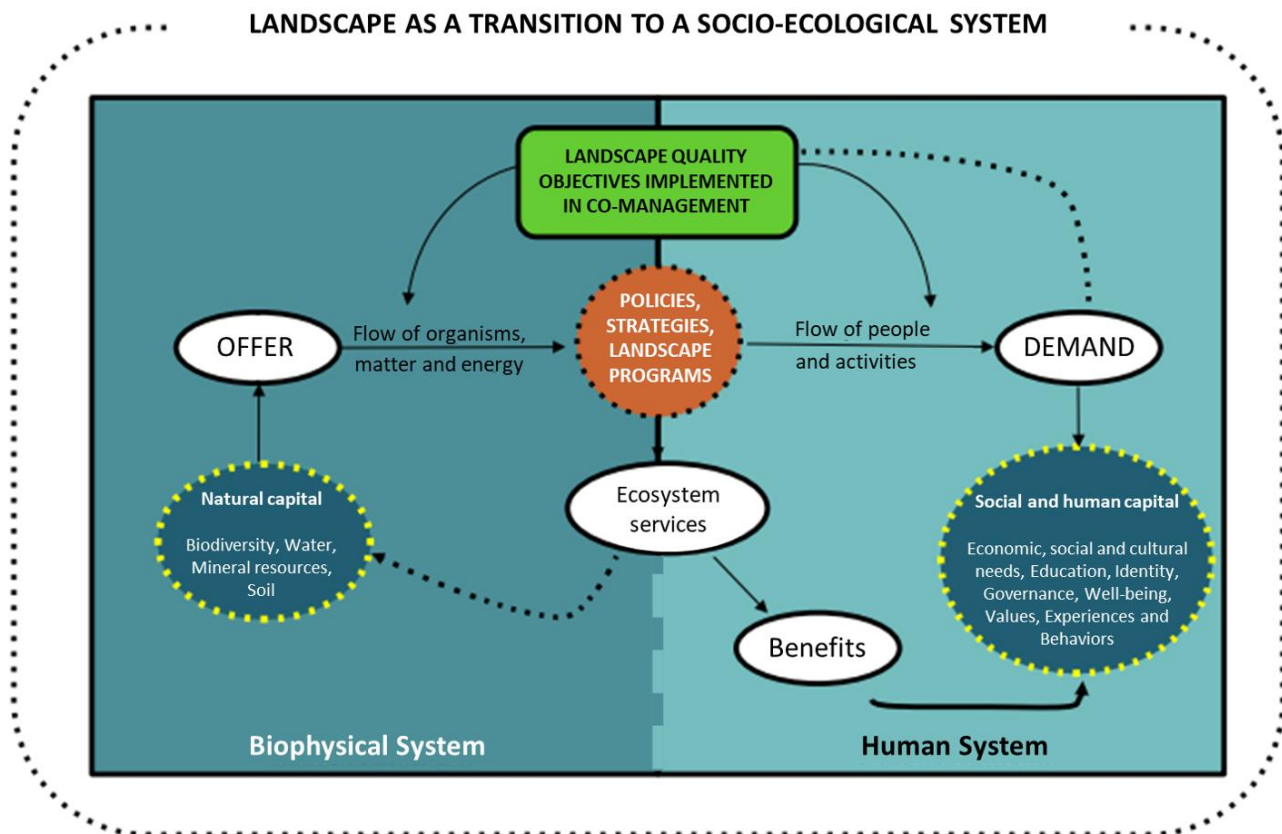 LANDSCAPE AS A TRANSITION TO A SOCIO-ECOLOGICAL SYSTEM
LANDSCAPE QUALITY
OBJECTIVES IMPLEMENTED
IN CO-MANAGEMENT
OFFER
Flow of organisms,
matter and energy
POLICIES,
STRATEGIES,
LANDSCAPE
PROGRAMS
Flow of people
and activities
DEMAND
Natural capital
Biodiversity, Water,
Mineral resources,
Soil
Ecosystem
services
Social and human capital
Economic, social and cultural
needs, Education, Identity,
Governance, Well-being,
Values, Experiences and
Behaviors
Benefits
Biophysical System
Human System